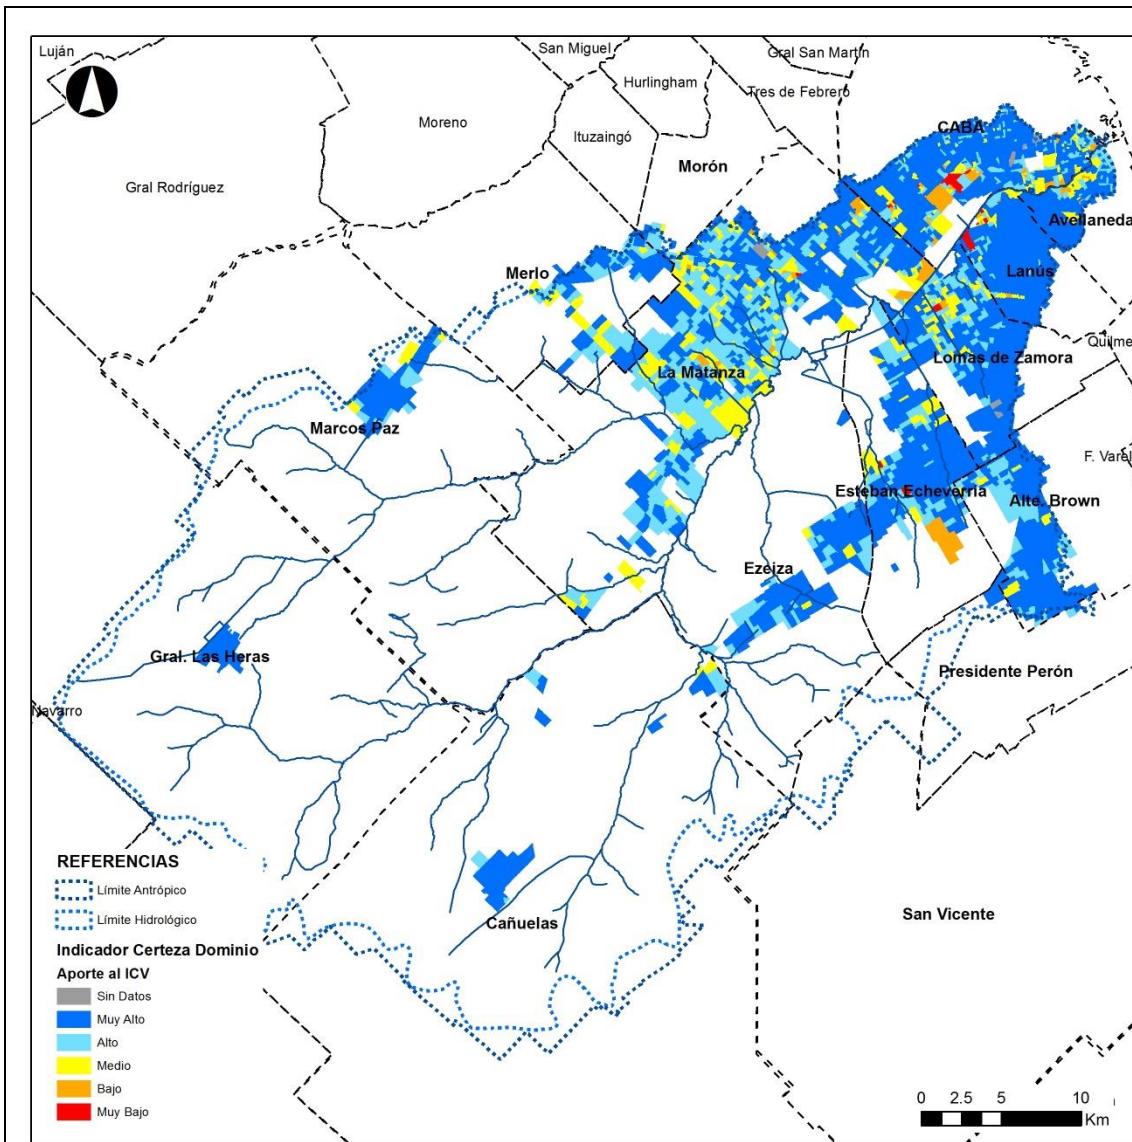 Luján
San Miguel
Gral San Martín
Hurlingham
Tres de Febrero
Moreno
Ituzaingó
CABA
Morón
Gral Rodríguez
Avellaneda
Merlo
Lanús
Quilme
Lomas de Zamora
La Matanza
Marcos Paz
F. Varel
Esteban Echeverría
Alte. Brown
Ezeiza
Gral. Las Heras
Presidente Perón
Navarro
REFERENCIAS
Límite Antrópico
Límite Hidrológico
Cañuelas
San Vicente
Indicador Certeza Dominio
Aporte al ICV
Sin Datos
Muy Alto
Alto
Medio
Bajo
Muy Bajo
0 2.5 5 10
Km